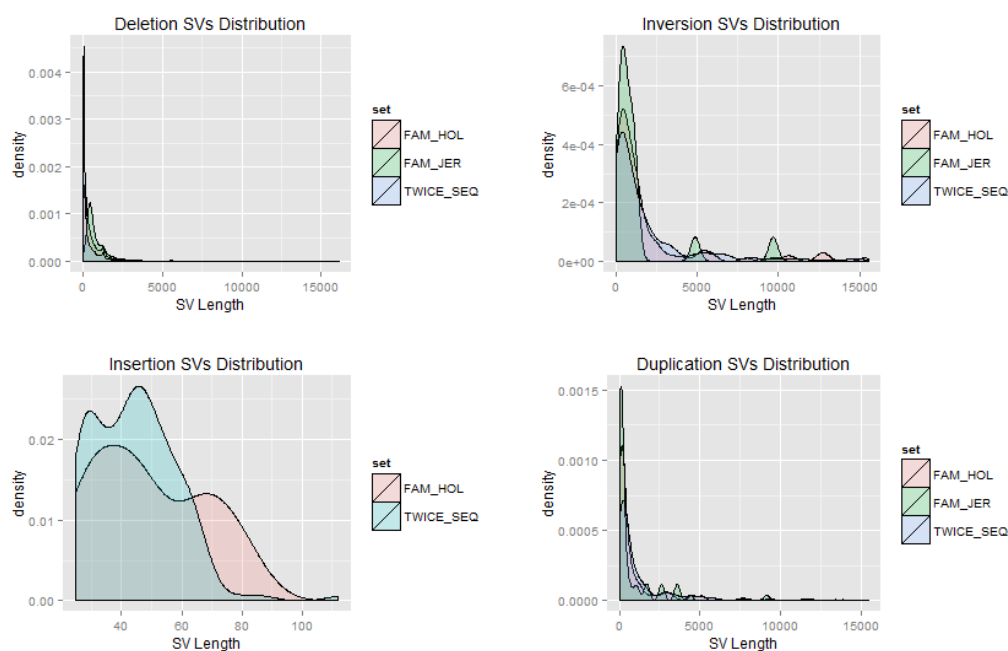 Deletion SVs Distribution
density
0.004
0.003
0.002
0.001
0.000
0
5000
10000
15000
SV Length
set
FAM_HOL
FAM_JER
TWICE_SEQ
Inversion SVs Distribution
density
6e-04
4e-04
2e-04
0e+00
0
5000
10000
15000
SV Length
set
FAM_HOL
FAM_JER
TWICE_SEQ
Insertion SVs Distribution
density
0.02
0.01
0.00
40
60
80
100
SV Length
set
FAM_HOL
TWICE_SEQ
Duplication SVs Distribution
density
0.0015
0.0010
0.0005
0.0000
0
5000
10000
15000
SV Length
set
FAM_HOL
FAM_JER
TWICE_SEQ